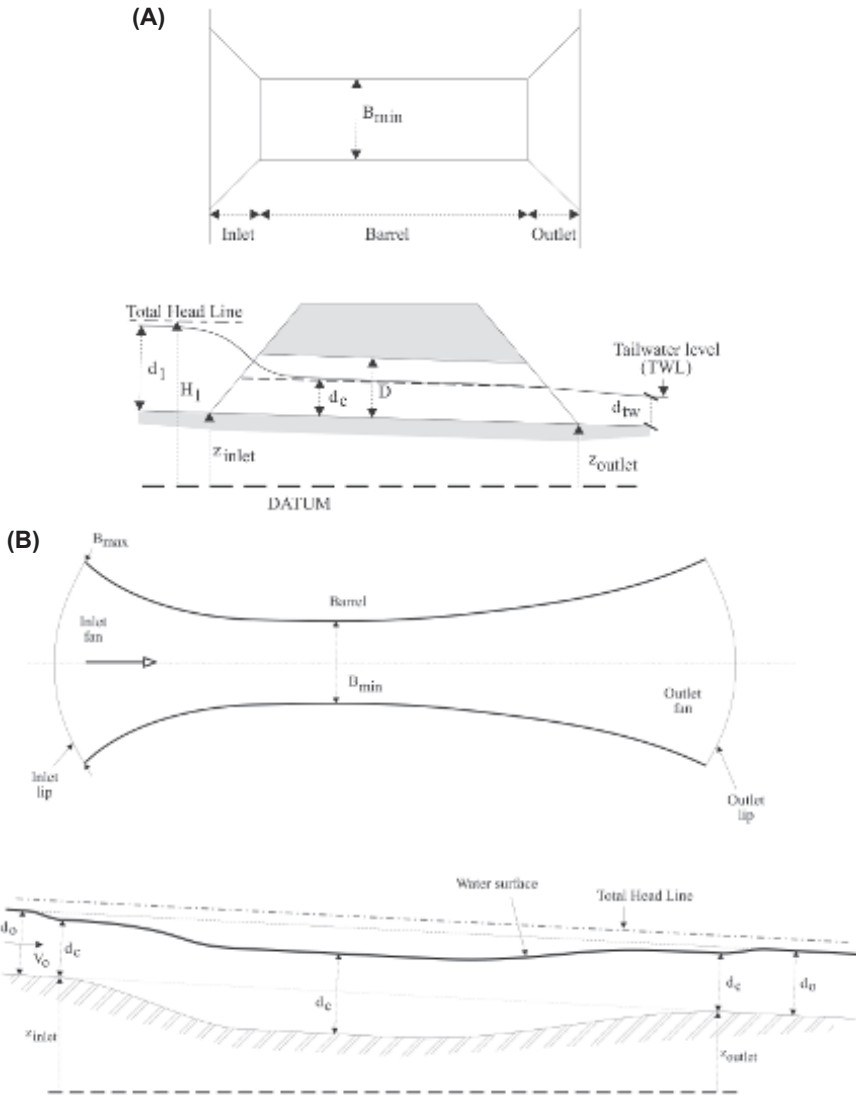 (A)
Bmin
Inlet
Barrel
Outlet
Total Head Line
Tailwater level
(TWL)
d1
H1
dc
D
dtw
zinlet
zoutlet
DATUM
(B)
Bmax
Barrel
Inlet
fan
Bmin
Outlet
fan
Inlet
lip
Outlet
lip
Water surface
Total Head Line
do
Vo
dc
dc
dc
do
zinlet
zoutlet